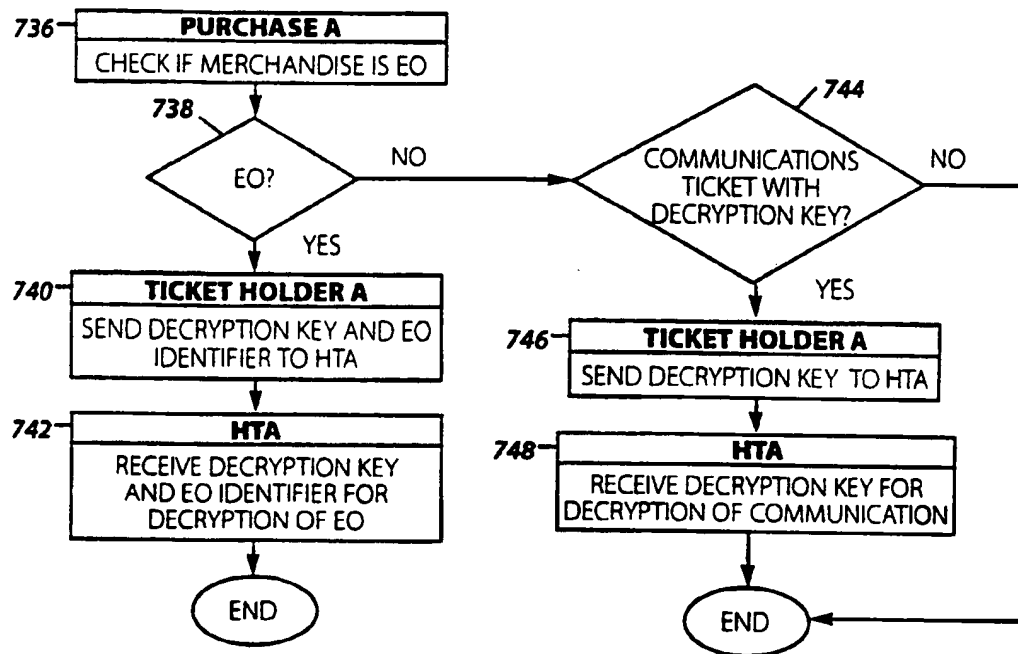 736
PURCHASE A
CHECK IF MERCHANDISE IS EO
738
EO?
NO
YES
740
TICKET HOLDER A
SEND DECRYPTION KEY AND EO
IDENTIFIER TO HTA
742
HTA
RECEIVE DECRYPTION KEY
AND EO IDENTIFIER FOR
DECRYPTION OF EO
END
744
COMMUNICATIONS
TICKET WITH
DECRYPTION KEY?
NO
YES
746
TICKET HOLDER A
SEND DECRYPTION KEY TO HTA
748
HTA
RECEIVE DECRYPTION KEY FOR
DECRYPTION OF COMMUNICATION
END